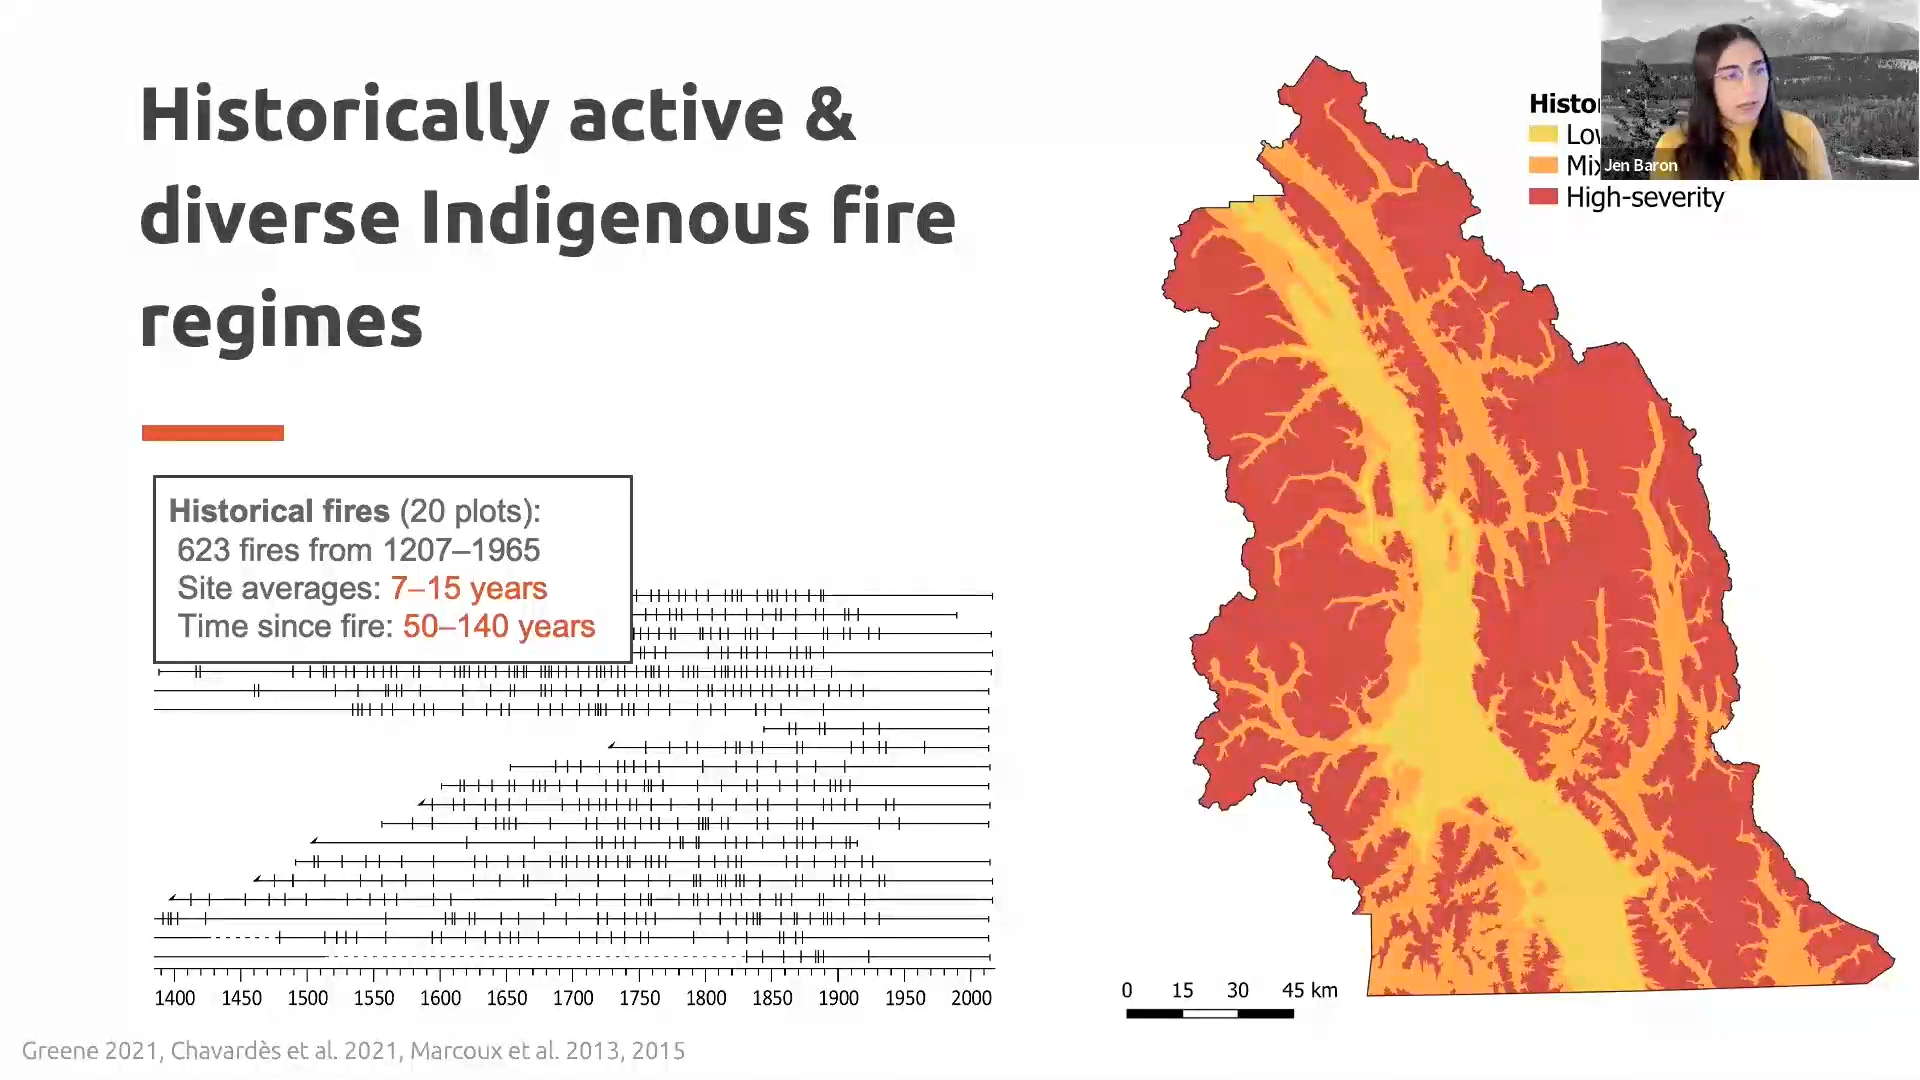 Historically active &
diverse Indigenous fire
regimes
Historical fires (20 plots):
623 fires from 1207–1965
Site averages: 7–15 years
Time since fire: 50–140 years
1400 1450 1500 1550 1600 1650 1700 1750 1800 1850 1900 1950 2000
Greene 2021, Chavardès et al. 2021, Marcoux et al. 2013, 2015
High-severity
Jen Baron
0 15 30 45 km